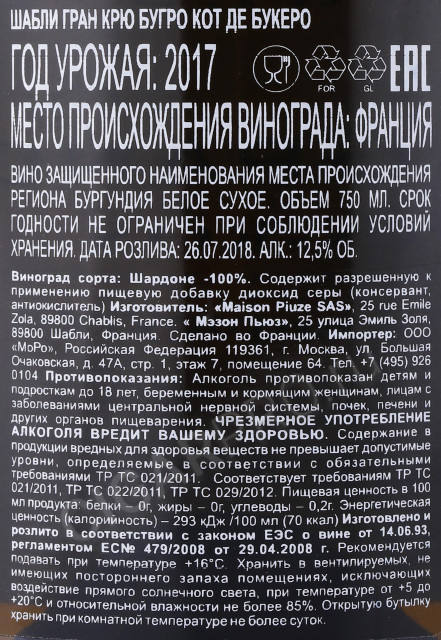 ШАБЛИ ГРАН КРЮ БУГРО КОТ ДЕ БУКЕРО
ГОД УРОЖАЯ: 2017
FOR GL EAC
МЕСТО ПРОИСХОЖДЕНИЯ ВИНОГРАДА: ФРАНЦИЯ
ВИНО ЗАЩИЩЕННОГО НАИМЕНОВАНИЯ МЕСТА ПРОИСХОЖДЕНИЯ
РЕГИОНА БУРГУНДИЯ БЕЛОЕ СУХОЕ. ОБЪЕМ 750 МЛ. СРОК
ГОДНОСТИ НЕ ОГРАНИЧЕН ПРИ СОБЛЮДЕНИИ УСЛОВИЙ
ХРАНЕНИЯ. ДАТА РОЗЛИВА: 26.07.2018. АЛК.: 12,5% ОБ.
Виноград сорта: Шардоне -100%. Содержит разрешенную к
применению пищевую добавку диоксид серы (консервант,
антиокислитель) Изготовитель: «Maison Piuze SAS», 25 rue Emile
Zola, 89800 Chablis, France. « Мэзон Пьюз», 25 улица Эмиль Золя,
89800 Шабли, Франция. Сделано во Франции. Импортер: ООО
«МоРо», Российская Федерация 119361, г. Москва, ул. Большая
Очаковская, д. 47А, стр. 1, этаж 7, помещение 64. Тел. +7 (495) 926
0104 Противопоказания: Алкоголь противопоказан детям и
подросткам до 18 лет, беременным и кормящим женщинам, лицам с
заболеваниями центральной нервной системы, почек, печени и
других органов пищеварения. ЧРЕЗМЕРНОЕ УПОТРЕБЛЕНИЕ
АЛКОГОЛЯ ВРЕДИТ ВАШЕМУ ЗДОРОВЬЮ. Содержание в
продукции вредных для здоровья веществ не превышает допустимые
уровни, определяемые в соответствии с обязательными
требованиями ТР ТС 021/2011. Соответствует требованиям ТР ТС
021/2011, ТР ТС 022/2011, ТР ТС 029/2012. Пищевая ценность в 100
мл продукта: белки – 0г, жиры – 0г, углеводы – 0,2г. Энергетическая
ценность (калорийность) – 293 кДж /100 мл (70 ккал) Изготовлено и
розлито в соответствии с законом ЕЭС о вине от 14.06.93,
регламентом ЕС№ 479/2008 от 29.04.2008 г. Рекомендуется
подавать при температуре +16°С. Хранить в вентилируемых, не
имеющих постороннего запаха помещениях, исключающих
воздействие прямого солнечного света, при температуре от +5 до
+20°С и относительной влажности не более 85%. Открытую бутылку
хранить при комнатной температуре не более суток.